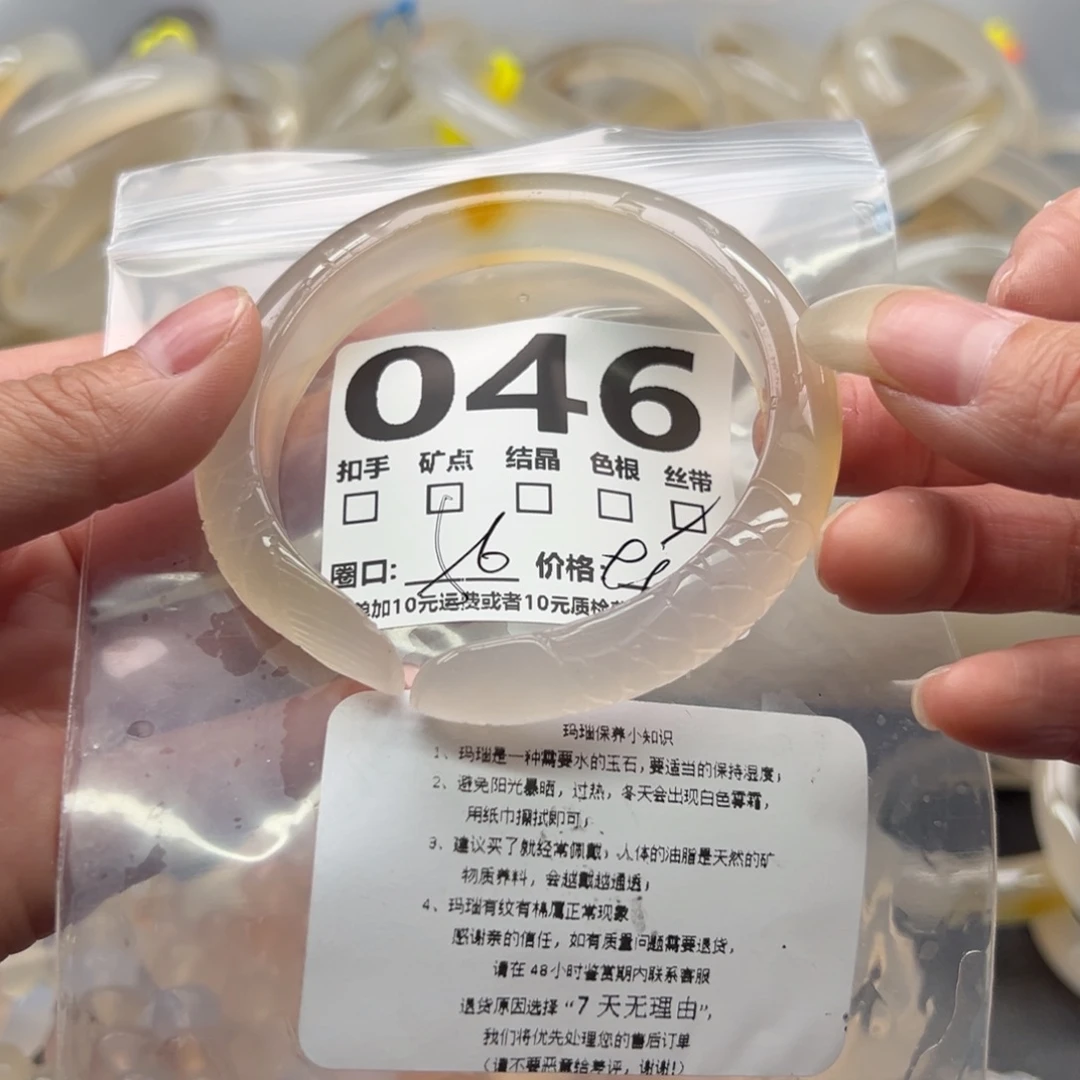 046
扣手 矿点 结晶 色根 丝带
圈口: 6 价格:
单加10元运费或者10元质检
玛瑙保养小知识
1、玛瑙是一种需要水的玉石，要适当的保持湿度；
2、避免阳光暴晒，过热，冬天会出现白色雾霜，
用纸巾擦拭即可；
3、建议买了就经常佩戴，人体的油脂是天然的矿
物质养料，会越戴越通透；
4、玛瑙有纹有棉属正常现象
感谢亲的信任，如有质量问题需要退货，
请在48小时鉴赏期内联系客服
退货原因选择“7天无理由”，
我们将优先处理您的售后订单
（请不要恶意给差评，谢谢！）